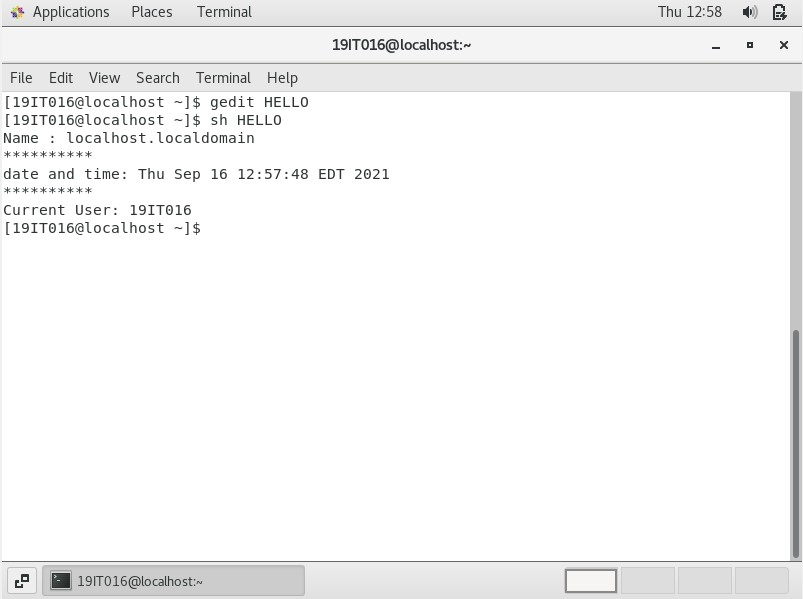 Applications Places Terminal Thu 12:58
19IT016@localhost:~
File Edit View Search Terminal Help
[19IT016@localhost ~]$ gedit HELLO
[19IT016@localhost ~]$ sh HELLO
Name : localhost.localdomain
**********
date and time: Thu Sep 16 12:57:48 EDT 2021
**********
Current User: 19IT016
[19IT016@localhost ~]$
19IT016@localhost:~